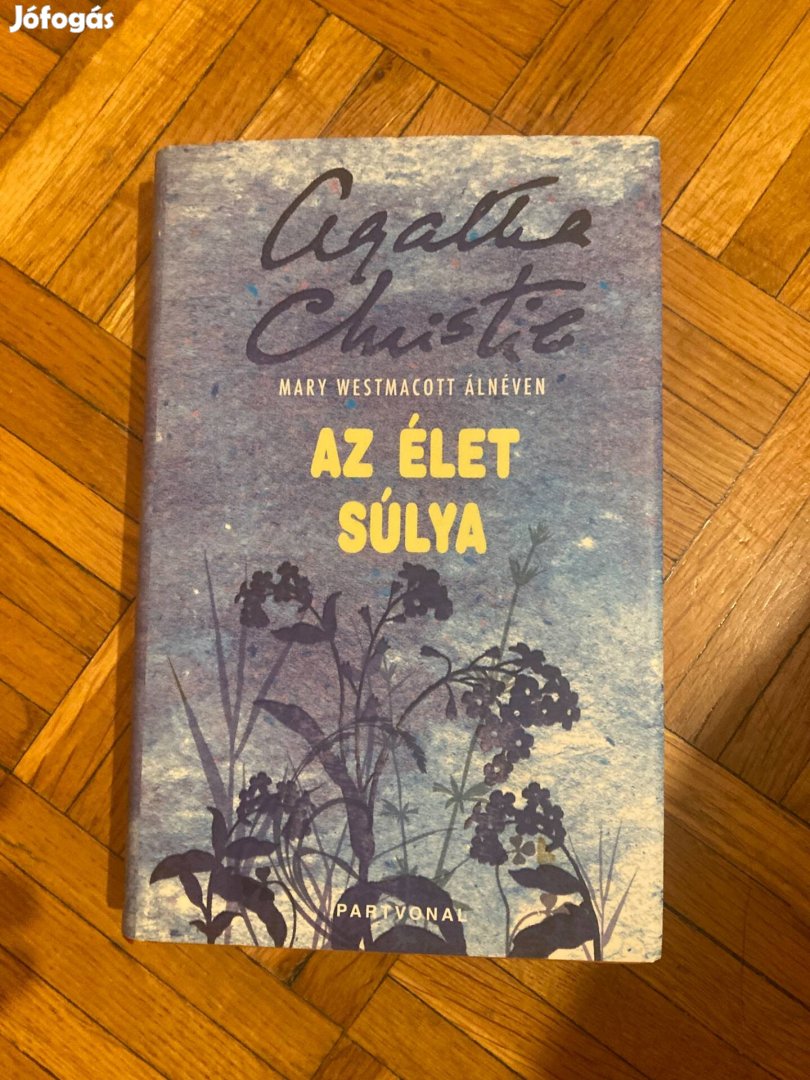 Jófogás
Agatha
Christie
MARY WESTMACOTT ÁLNÉVEN
AZ ÉLET
SÚLYA
PARTVONAL